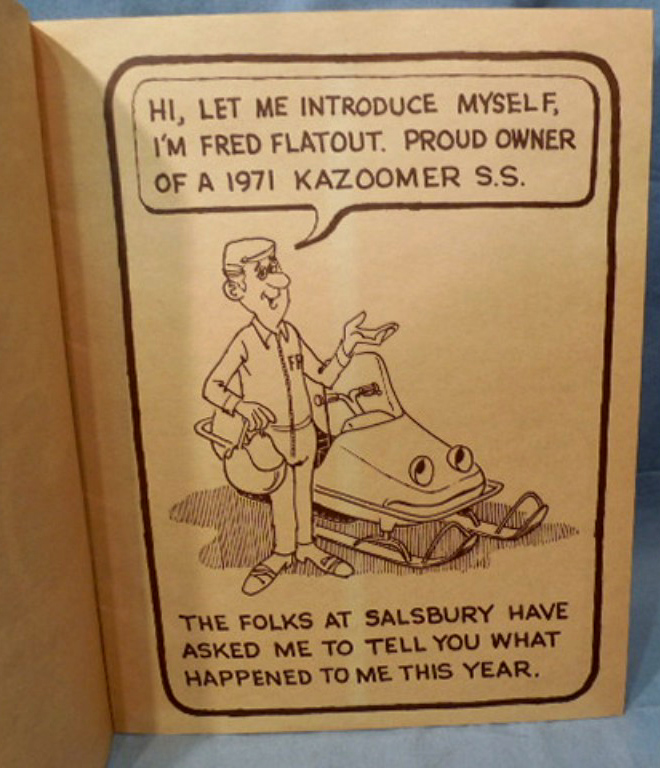 HI, LET ME INTRODUCE MYSELF,
I'M FRED FLATOUT. PROUD OWNER
OF A 1971 KAZOOMER S.S.
FF
THE FOLKS AT SALSBURY HAVE
ASKED ME TO TELL YOU WHAT
HAPPENED TO ME THIS YEAR.